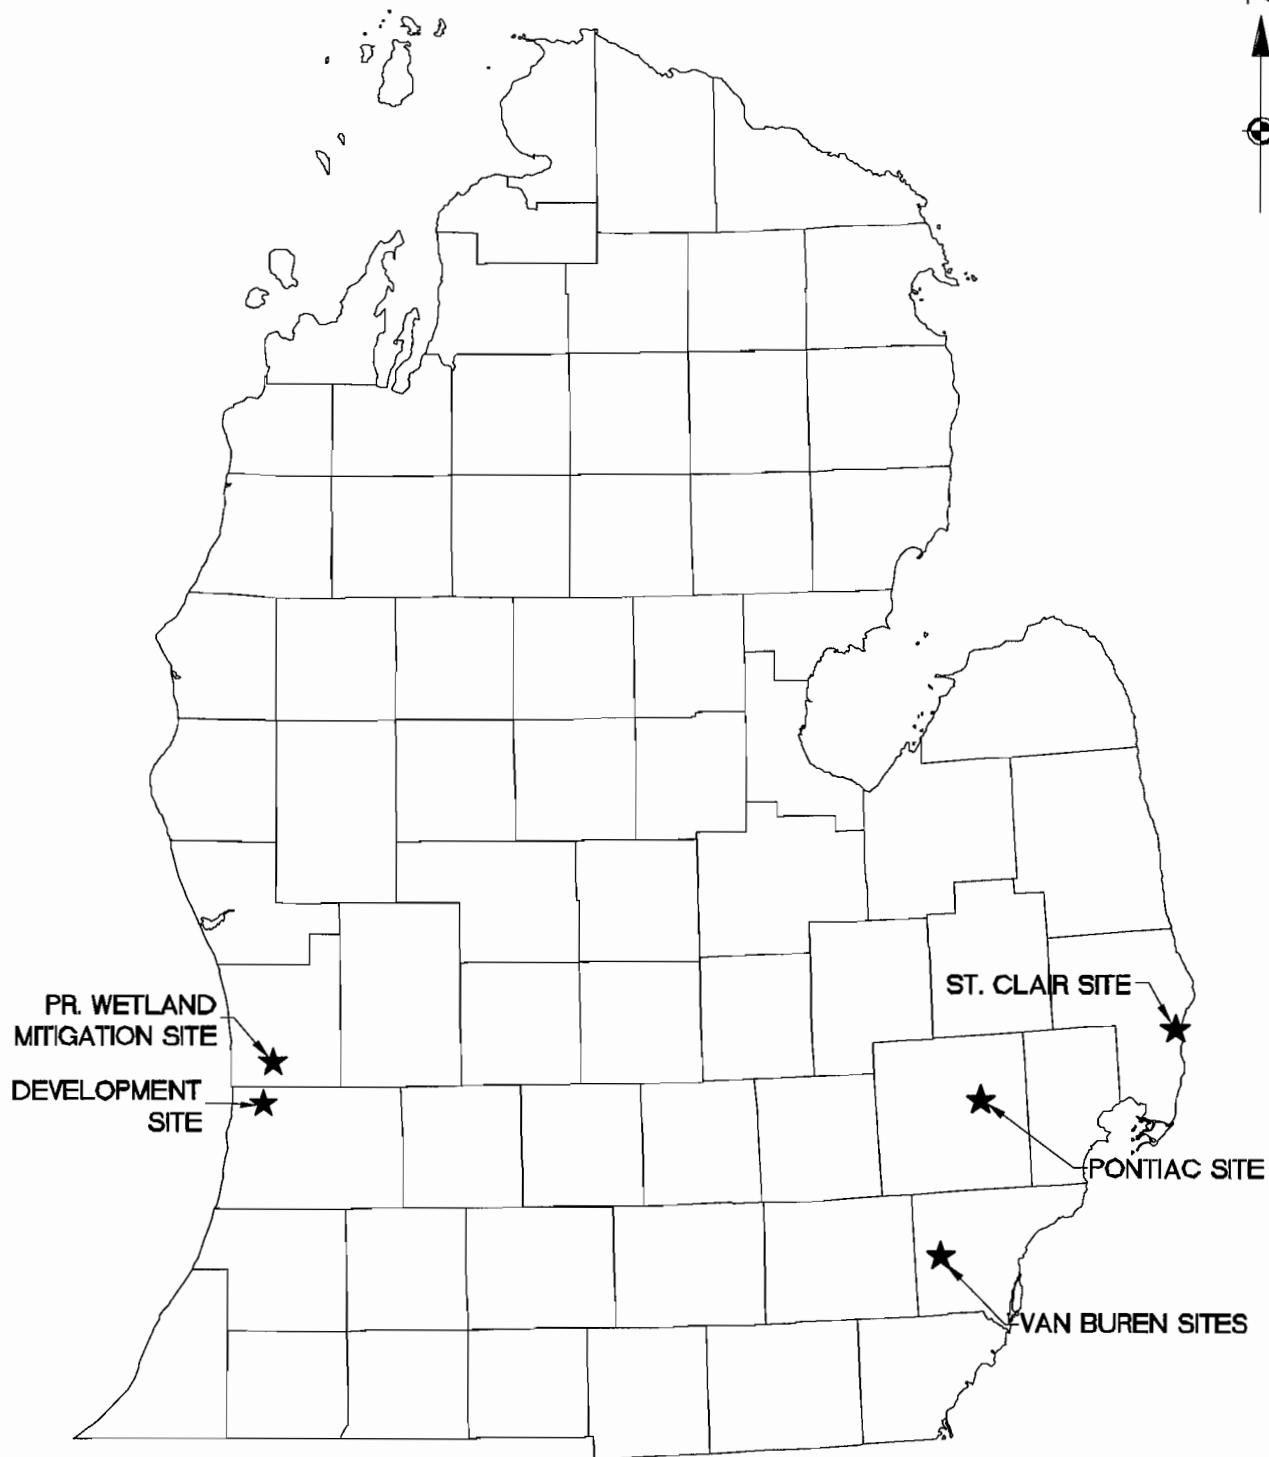 PR. WETLAND
MITIGATION SITE
DEVELOPMENT
SITE
ST. CLAIR SITE
PONTIAC SITE
VAN BUREN SITES